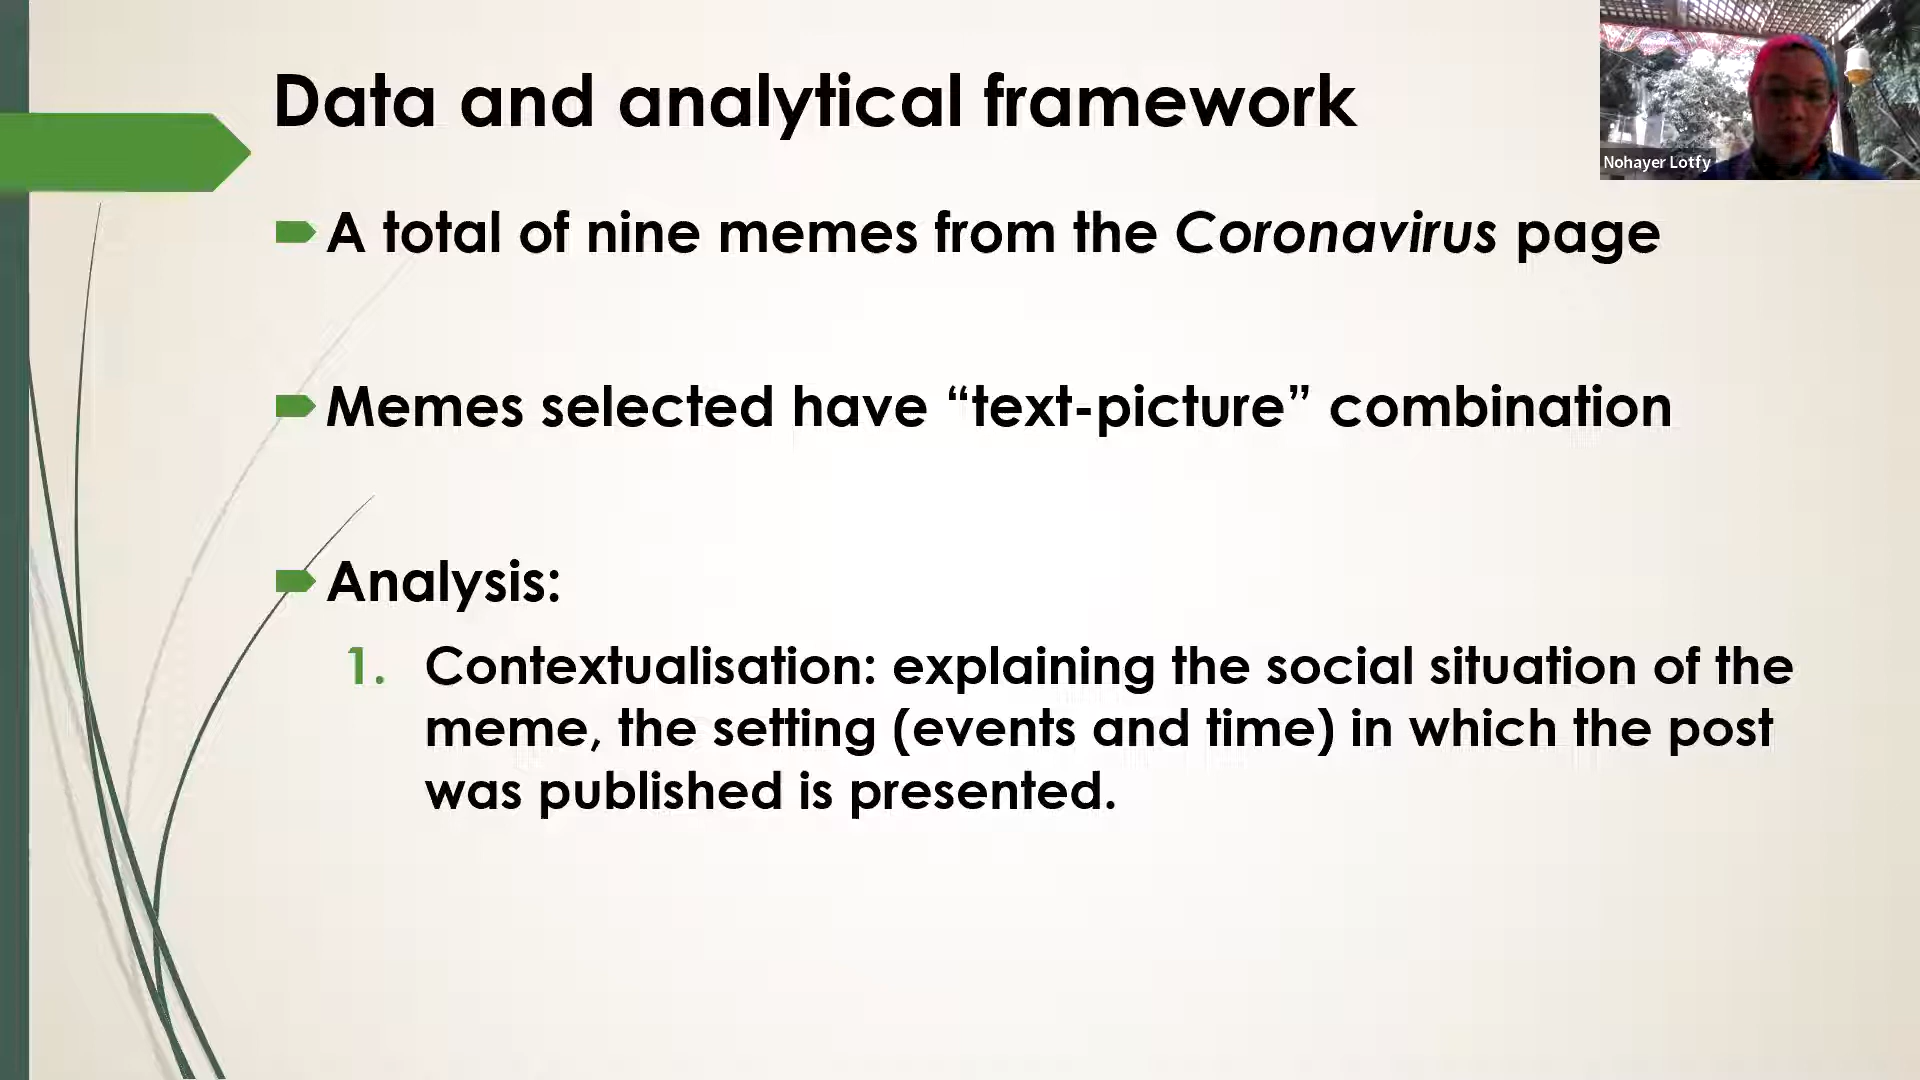 Data and analytical framework
Nohayer Lotfy
A total of nine memes from the Coronavirus page
Memes selected have “text-picture” combination
Analysis:
1. Contextualisation: explaining the social situation of the
meme, the setting (events and time) in which the post
was published is presented.